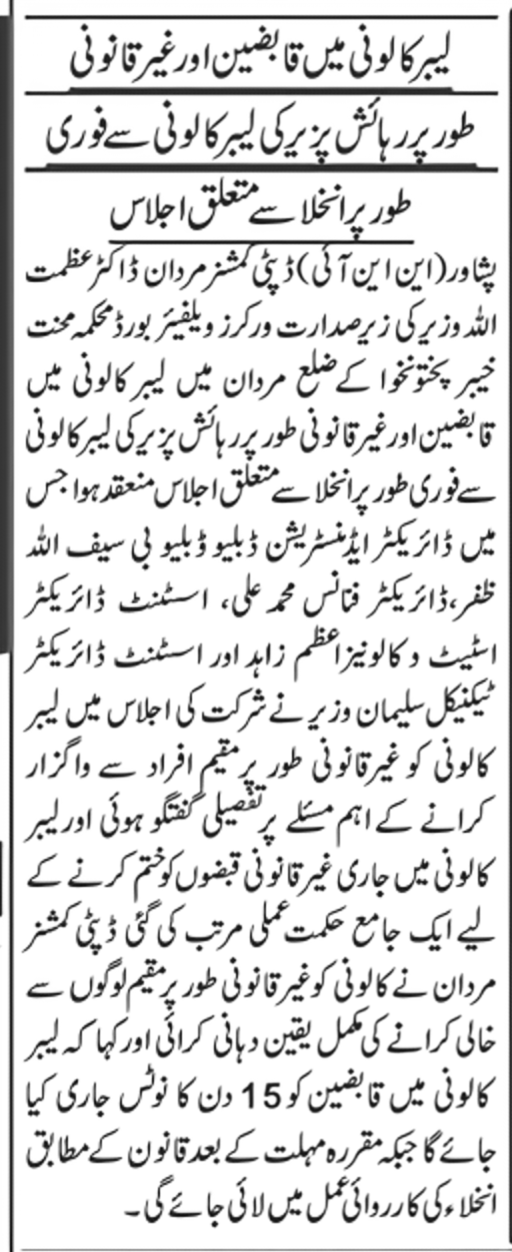 لیبر کالونی میں قابضین اور غیر قانونی
طور پر رہائش پزیر کی لیبر کالونی سے فوری
طور پر انخلا سے متعلق اجلاس
پشاور (این این آئی) ڈپٹی کمشنر مردان ڈاکٹر عظمت
اللہ وزیر کی زیر صدارت ورکرز ویلفیئر بورڈ محکمہ محنت
خیبر پختونخوا کے ضلع مردان میں لیبر کالونی میں
قابضین اور غیر قانونی طور پر رہائش پزیر کی لیبر کالونی
سے فوری طور پر انخلا سے متعلق اجلاس منعقد ہوا جس
میں ڈائریکٹر ایڈمنسٹریشن ڈبلیو ڈبلیو بی سیف اللہ
ظفر، ڈائریکٹر فنانس محمد علی، اسسٹنٹ ڈائریکٹر
اسٹیٹ و کالونیز اعظم زاہد اور اسسٹنٹ ڈائریکٹر
ٹیکنیکل سلیمان وزیر نے شرکت کی اجلاس میں لیبر
کالونی کو غیر قانونی طور پر مقیم افراد سے واگزار
کرانے کے اہم مسئلے پر تفصیلی گفتگو ہوئی اور لیبر
کالونی میں جاری غیر قانونی قبضوں کو ختم کرنے کے
لیے ایک جامع حکمت عملی مرتب کی گئی ڈپٹی کمشنر
مردان نے کالونی کو غیر قانونی طور پر مقیم لوگوں سے
خالی کرانے کی مکمل یقین دہانی کرائی اور کہا کہ لیبر
کالونی میں قابضین کو 15 دن کا نوٹس جاری کیا
جائے گا جبکہ مقررہ مہلت کے بعد قانون کے مطابق
انخلاء کی کارروائی عمل میں لائی جائے گی۔